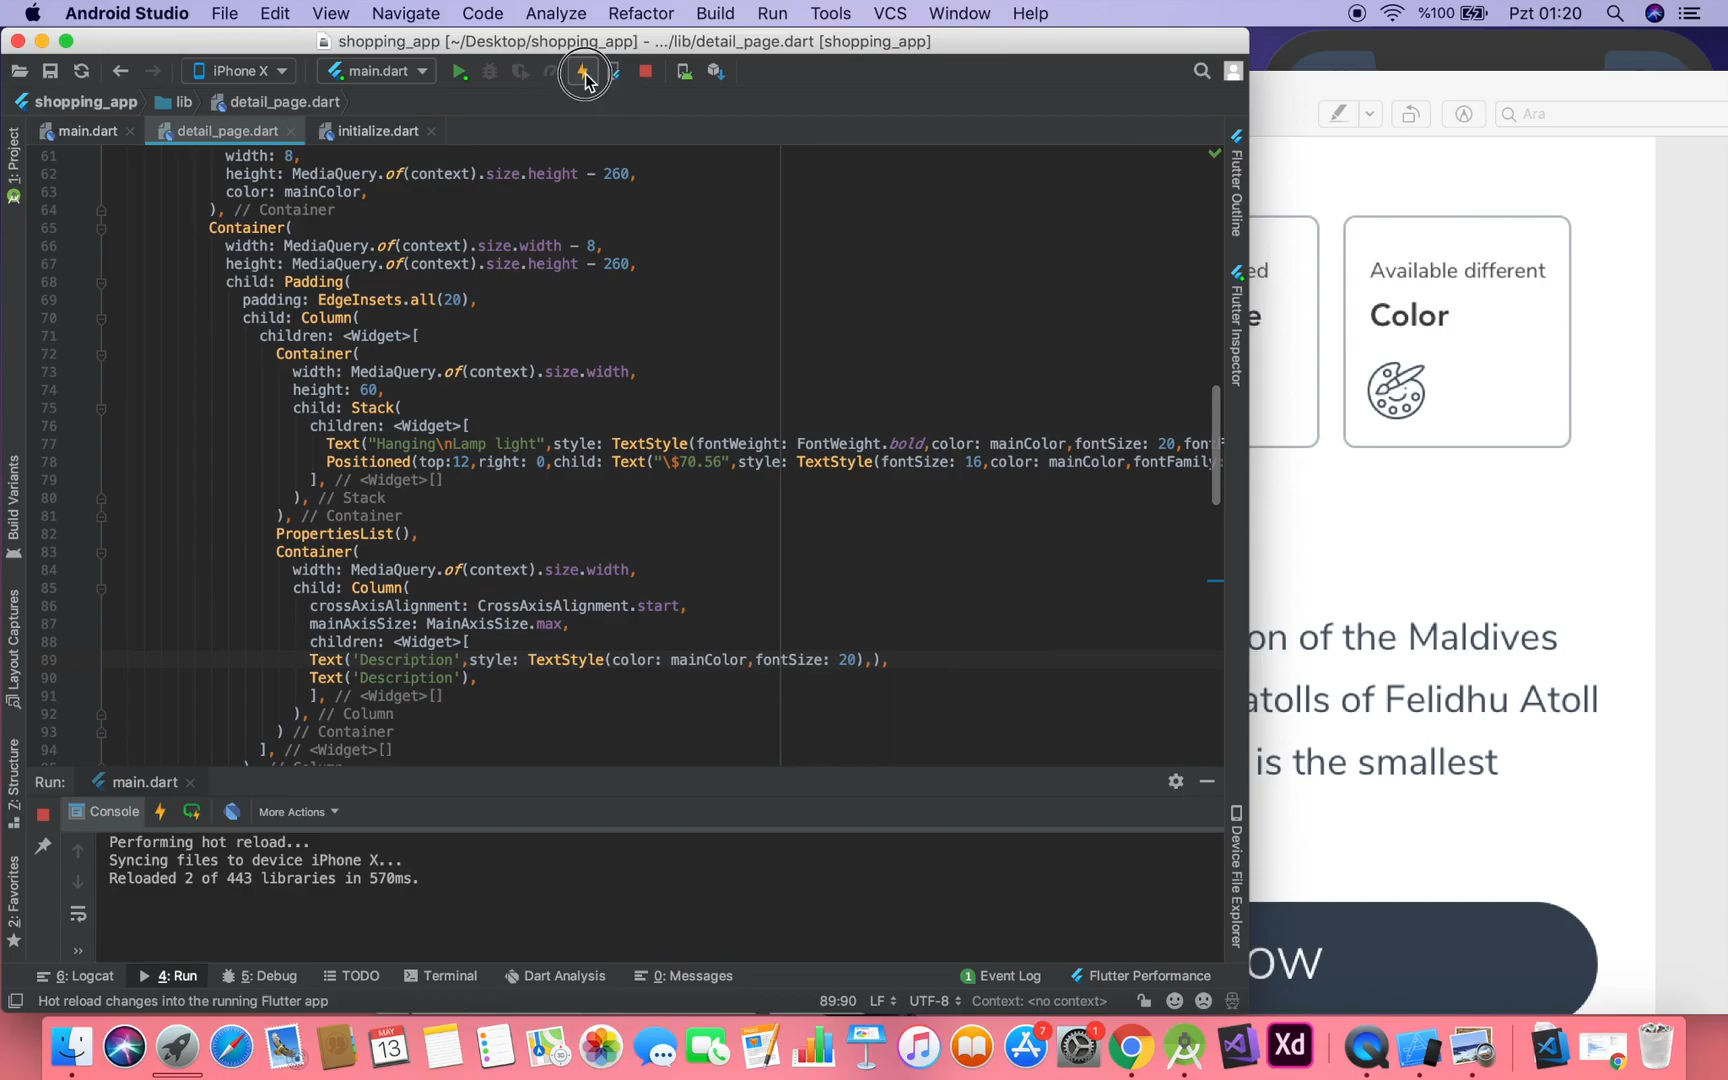 Android Studio File Edit View Navigate Code Analyze Refactor Build Run Tools VCS Window Help %100 Pzt 01:20
shopping_app [~/Desktop/shopping_app] - .../lib/detail_page.dart [shopping_app]
iPhone X main.dart
shopping_app lib detail_page.dart
Ara
main.dart detail_page.dart initialize.dart
61 width: 8,
62 height: MediaQuery.of(context).size.height - 260,
63 color: mainColor,
64 ), // Container
65 Container(
66 width: MediaQuery.of(context).size.width - 8,
67 height: MediaQuery.of(context).size.height - 260,
68 child: Padding(
69 padding: EdgeInsets.all(20),
70 child: Column(
71 children: <Widget>[
72 Container(
73 width: MediaQuery.of(context).size.width,
74 height: 60,
75 child: Stack(
76 children: <Widget>[
77 Text("Hanging\nLamp light",style: TextStyle(fontWeight: FontWeight.bold,color: mainColor,fontSize: 20,font
78 Positioned(top:12,right: 0,child: Text("\$70.56",style: TextStyle(fontSize: 16,color: mainColor,fontFamily:
79 ], // <Widget>[]
80 ), // Stack
81 ), // Container
82 PropertiesList(),
83 Container(
84 width: MediaQuery.of(context).size.width,
85 child: Column(
86 crossAxisAlignment: CrossAxisAlignment.start,
87 mainAxisSize: MainAxisSize.max,
88 children: <Widget>[
89 Text('Description',style: TextStyle(color: mainColor,fontSize: 20),),
90 Text('Description'),
91 ], // <Widget>[]
92 ), // Column
93 ) // Container
94 ], // <Widget>[]
1: Project
Build Variants
Layout Captures
7: Structure
2: Favorites
Flutter Outline
Flutter Inspector
Device File Explorer
ed
e
Available different
Color
on of the Maldives
atolls of Felidhu Atoll
is the smallest
OW
Run: main.dart
Console More Actions
Performing hot reload...
Syncing files to device iPhone X...
Reloaded 2 of 443 libraries in 570ms.
6: Logcat 4: Run 5: Debug TODO Terminal Dart Analysis 0: Messages 1 Event Log Flutter Performance
Hot reload changes into the running Flutter app 89:90 LF UTF-8 Context: <no context>
MAY
13
7
1
Xd